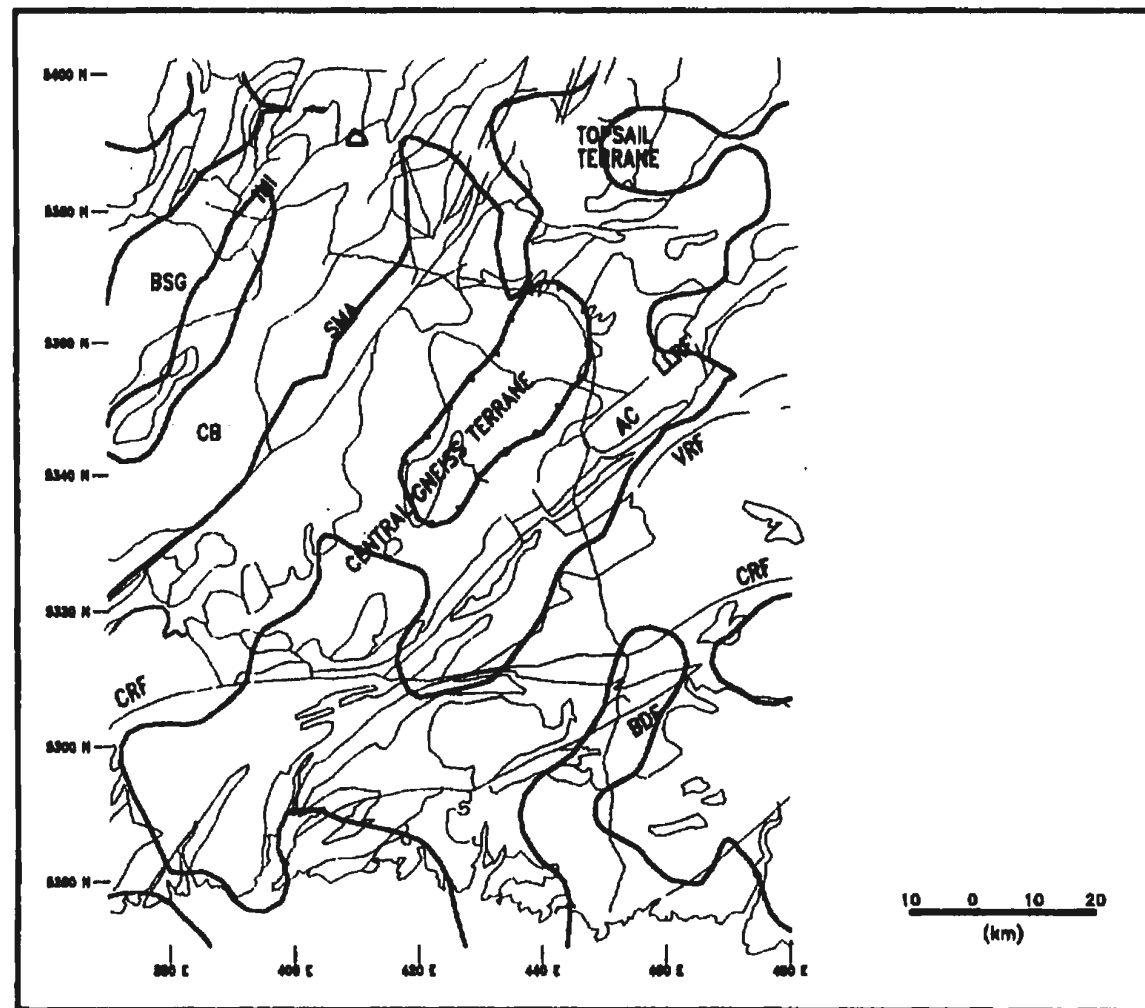 5400 N
TOPSAIL
TERRANE
5380 N
BSG
SMA
5360 N
CENTRAL GNEISS TERRANE
AC
CB
VRF
5340 N
CRF
5320 N
CRF
BDF
5300 N
5280 N
380 E 400 E 420 E 440 E 460 E 480 E
10 0 10 20
(km)